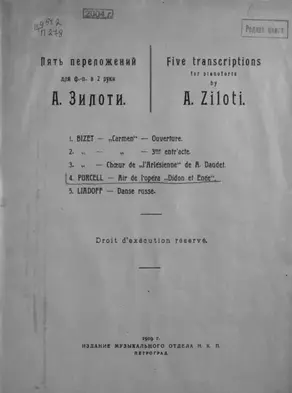 2004 г.
Пять переложений
для ф.-п. в 2 руки
А. Зилоти.
Five transcriptions
for pianoforte
by
A. Ziloti.
1. BIZET — „Carmen" — Ouverture.
2. „ — „ — 3me entr'acte.
3. „ — Chœur de „l'Arlésienne" de A. Daudet.
4. PURCELL — Air de l'opéra „Didon et Enée".
5. LIADOFF — Danse russe.
Droit d'exécution réservé.
1919 г.
ИЗДАНИЕ МУЗЫКАЛЬНОГО ОТДЕЛА Н. К. П.
ПЕТРОГРАД